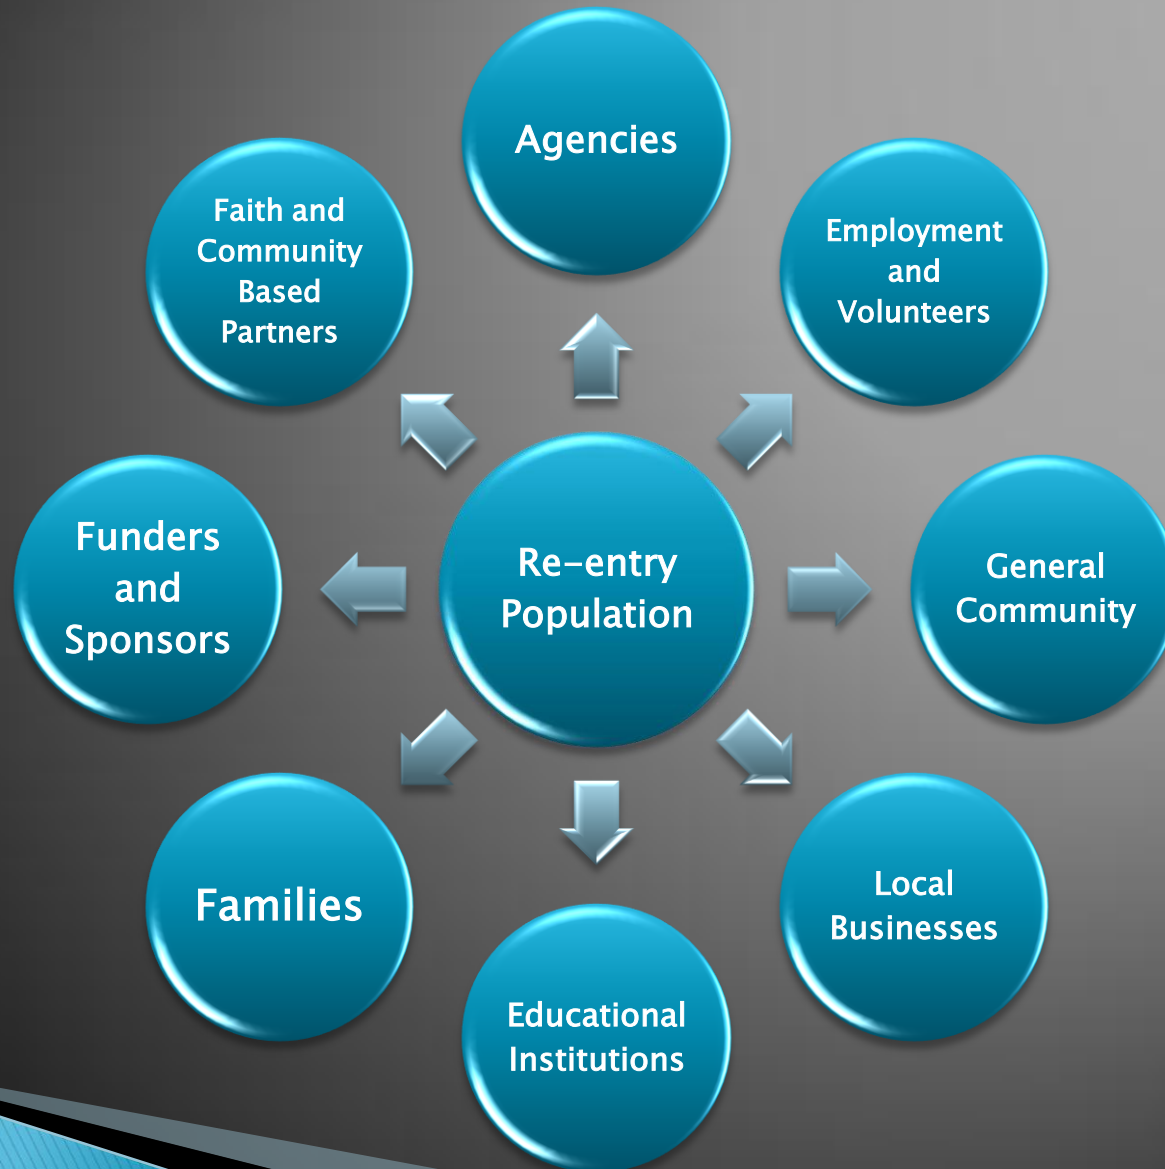 Agencies
Faith and
Community
Based
Partners
Employment
and
Volunteers
Funders
and
Sponsors
Re-entry
Population
General
Community
Families
Local
Businesses
Educational
Institutions